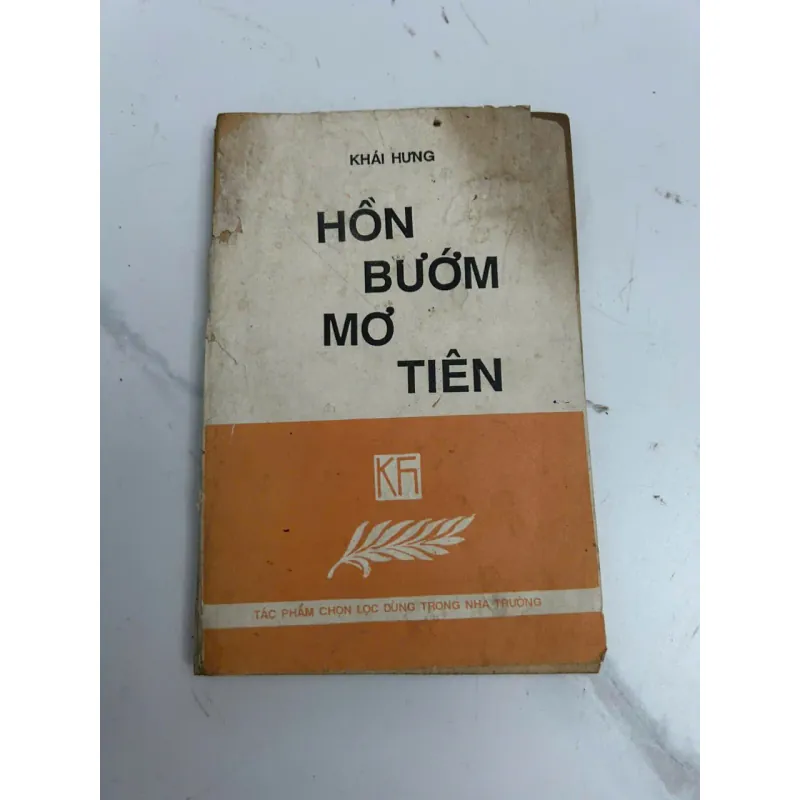 KHÁI HƯNG
HỒN
BƯỚM
MƠ
TIÊN
KH
TÁC PHẨM CHỌN LỌC DÙNG TRONG NHÀ TRƯỜNG